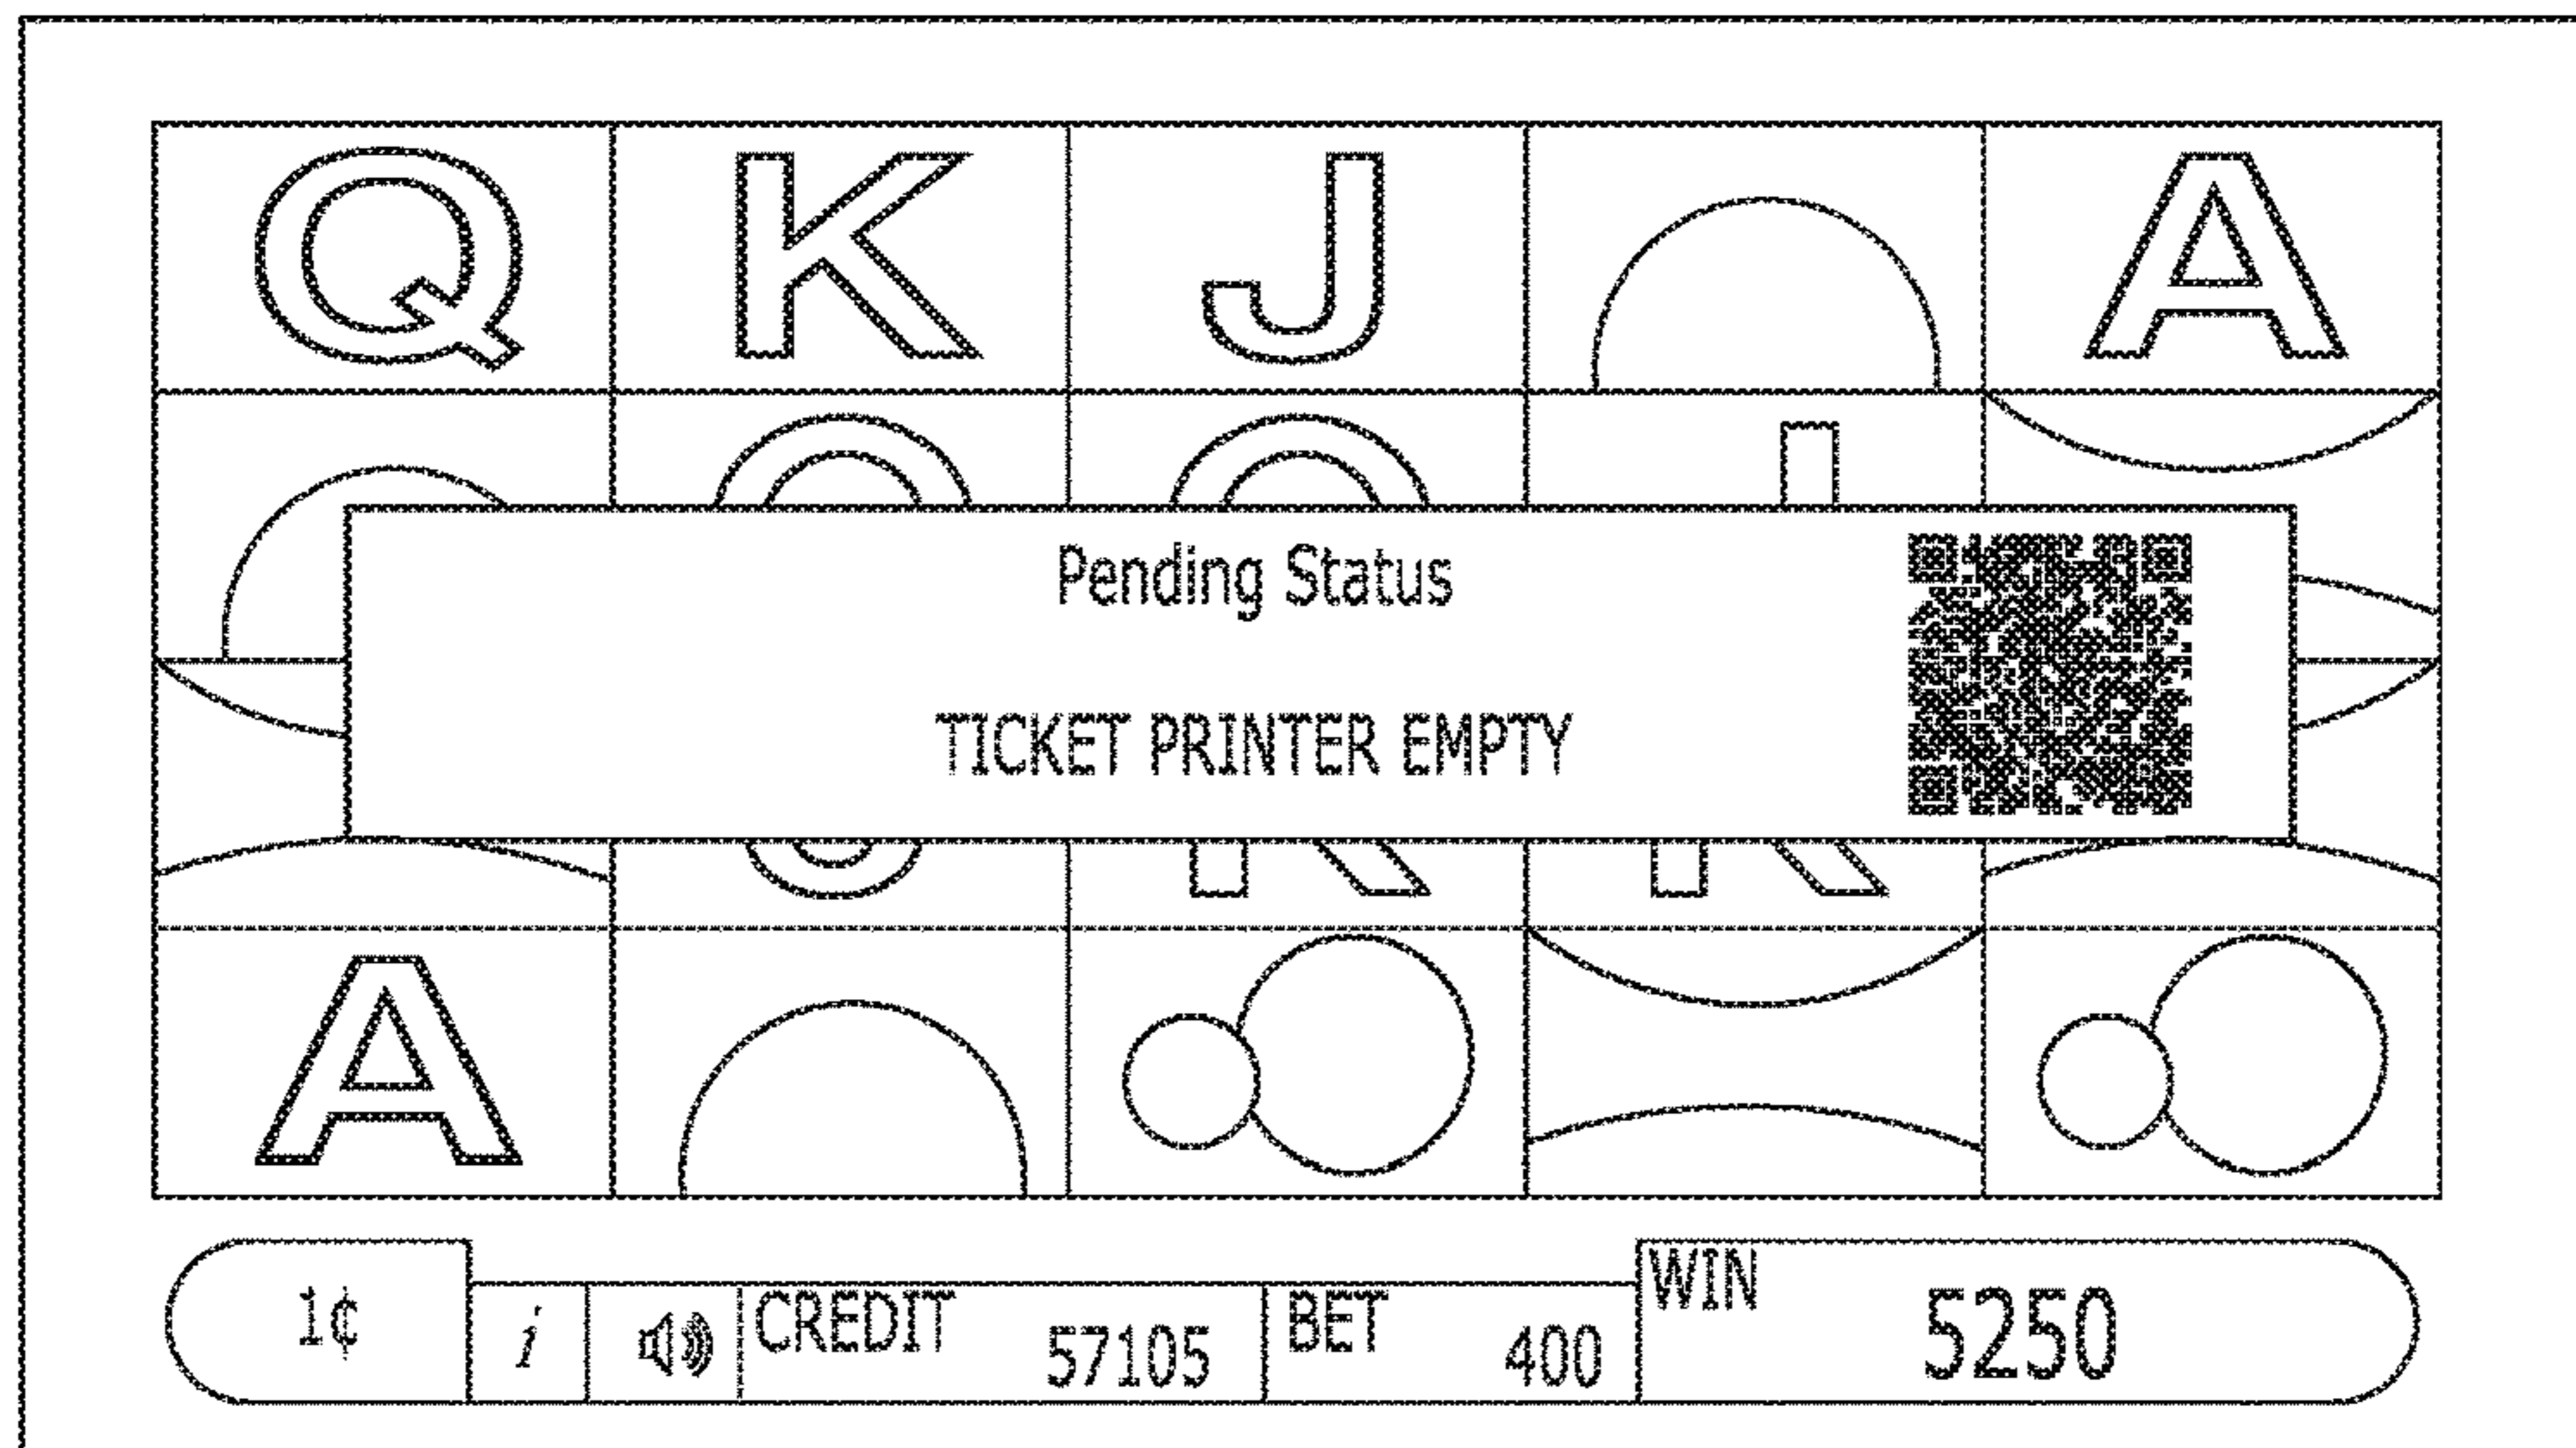 Q K J A
Pending Status
TICKET PRINTER EMPTY
A
1¢
i
CREDIT 57105
BET 400
WIN 5250